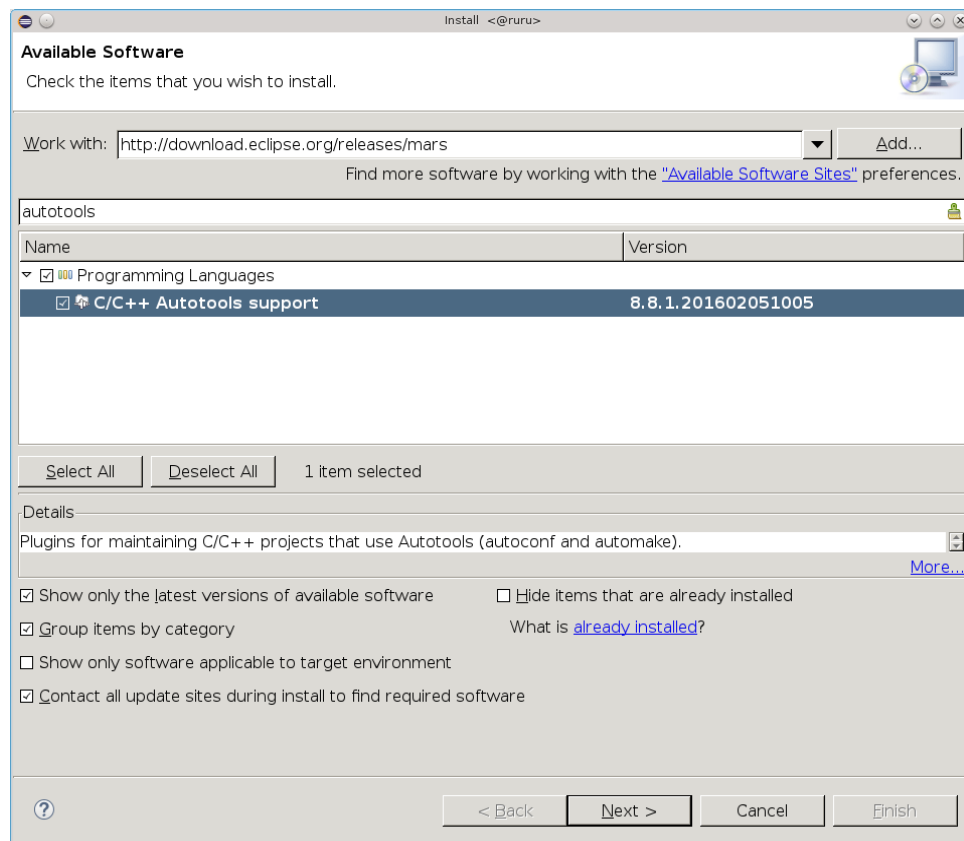 Install <@ruru>
Available Software
Check the items that you wish to install.
Work with: http://download.eclipse.org/releases/mars Add...
Find more software by working with the "Available Software Sites" preferences.
autotools
Name Version
Programming Languages
C/C++ Autotools support 8.8.1.201602051005
Select All Deselect All 1 item selected
Details
Plugins for maintaining C/C++ projects that use Autotools (autoconf and automake).
More...
Show only the latest versions of available software Hide items that are already installed
Group items by category What is already installed?
Show only software applicable to target environment
Contact all update sites during install to find required software
? < Back Next > Cancel Finish